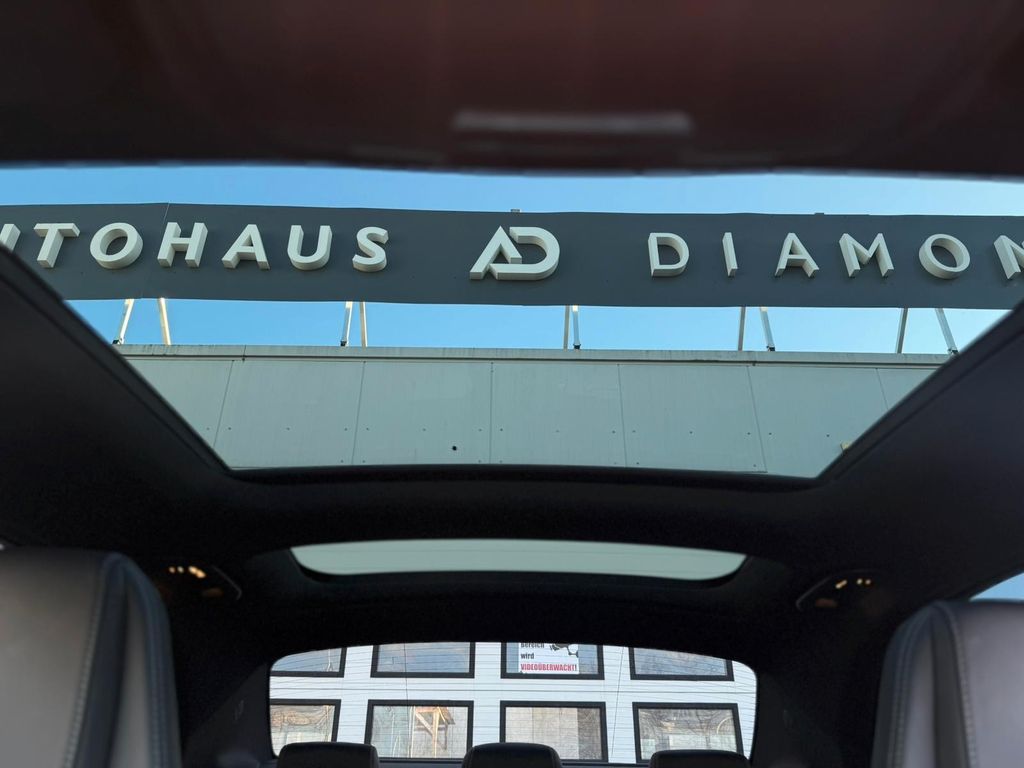 UTOHAUS AD DIAMON
Bereich
wird
VIDEOÜBERWACHT!